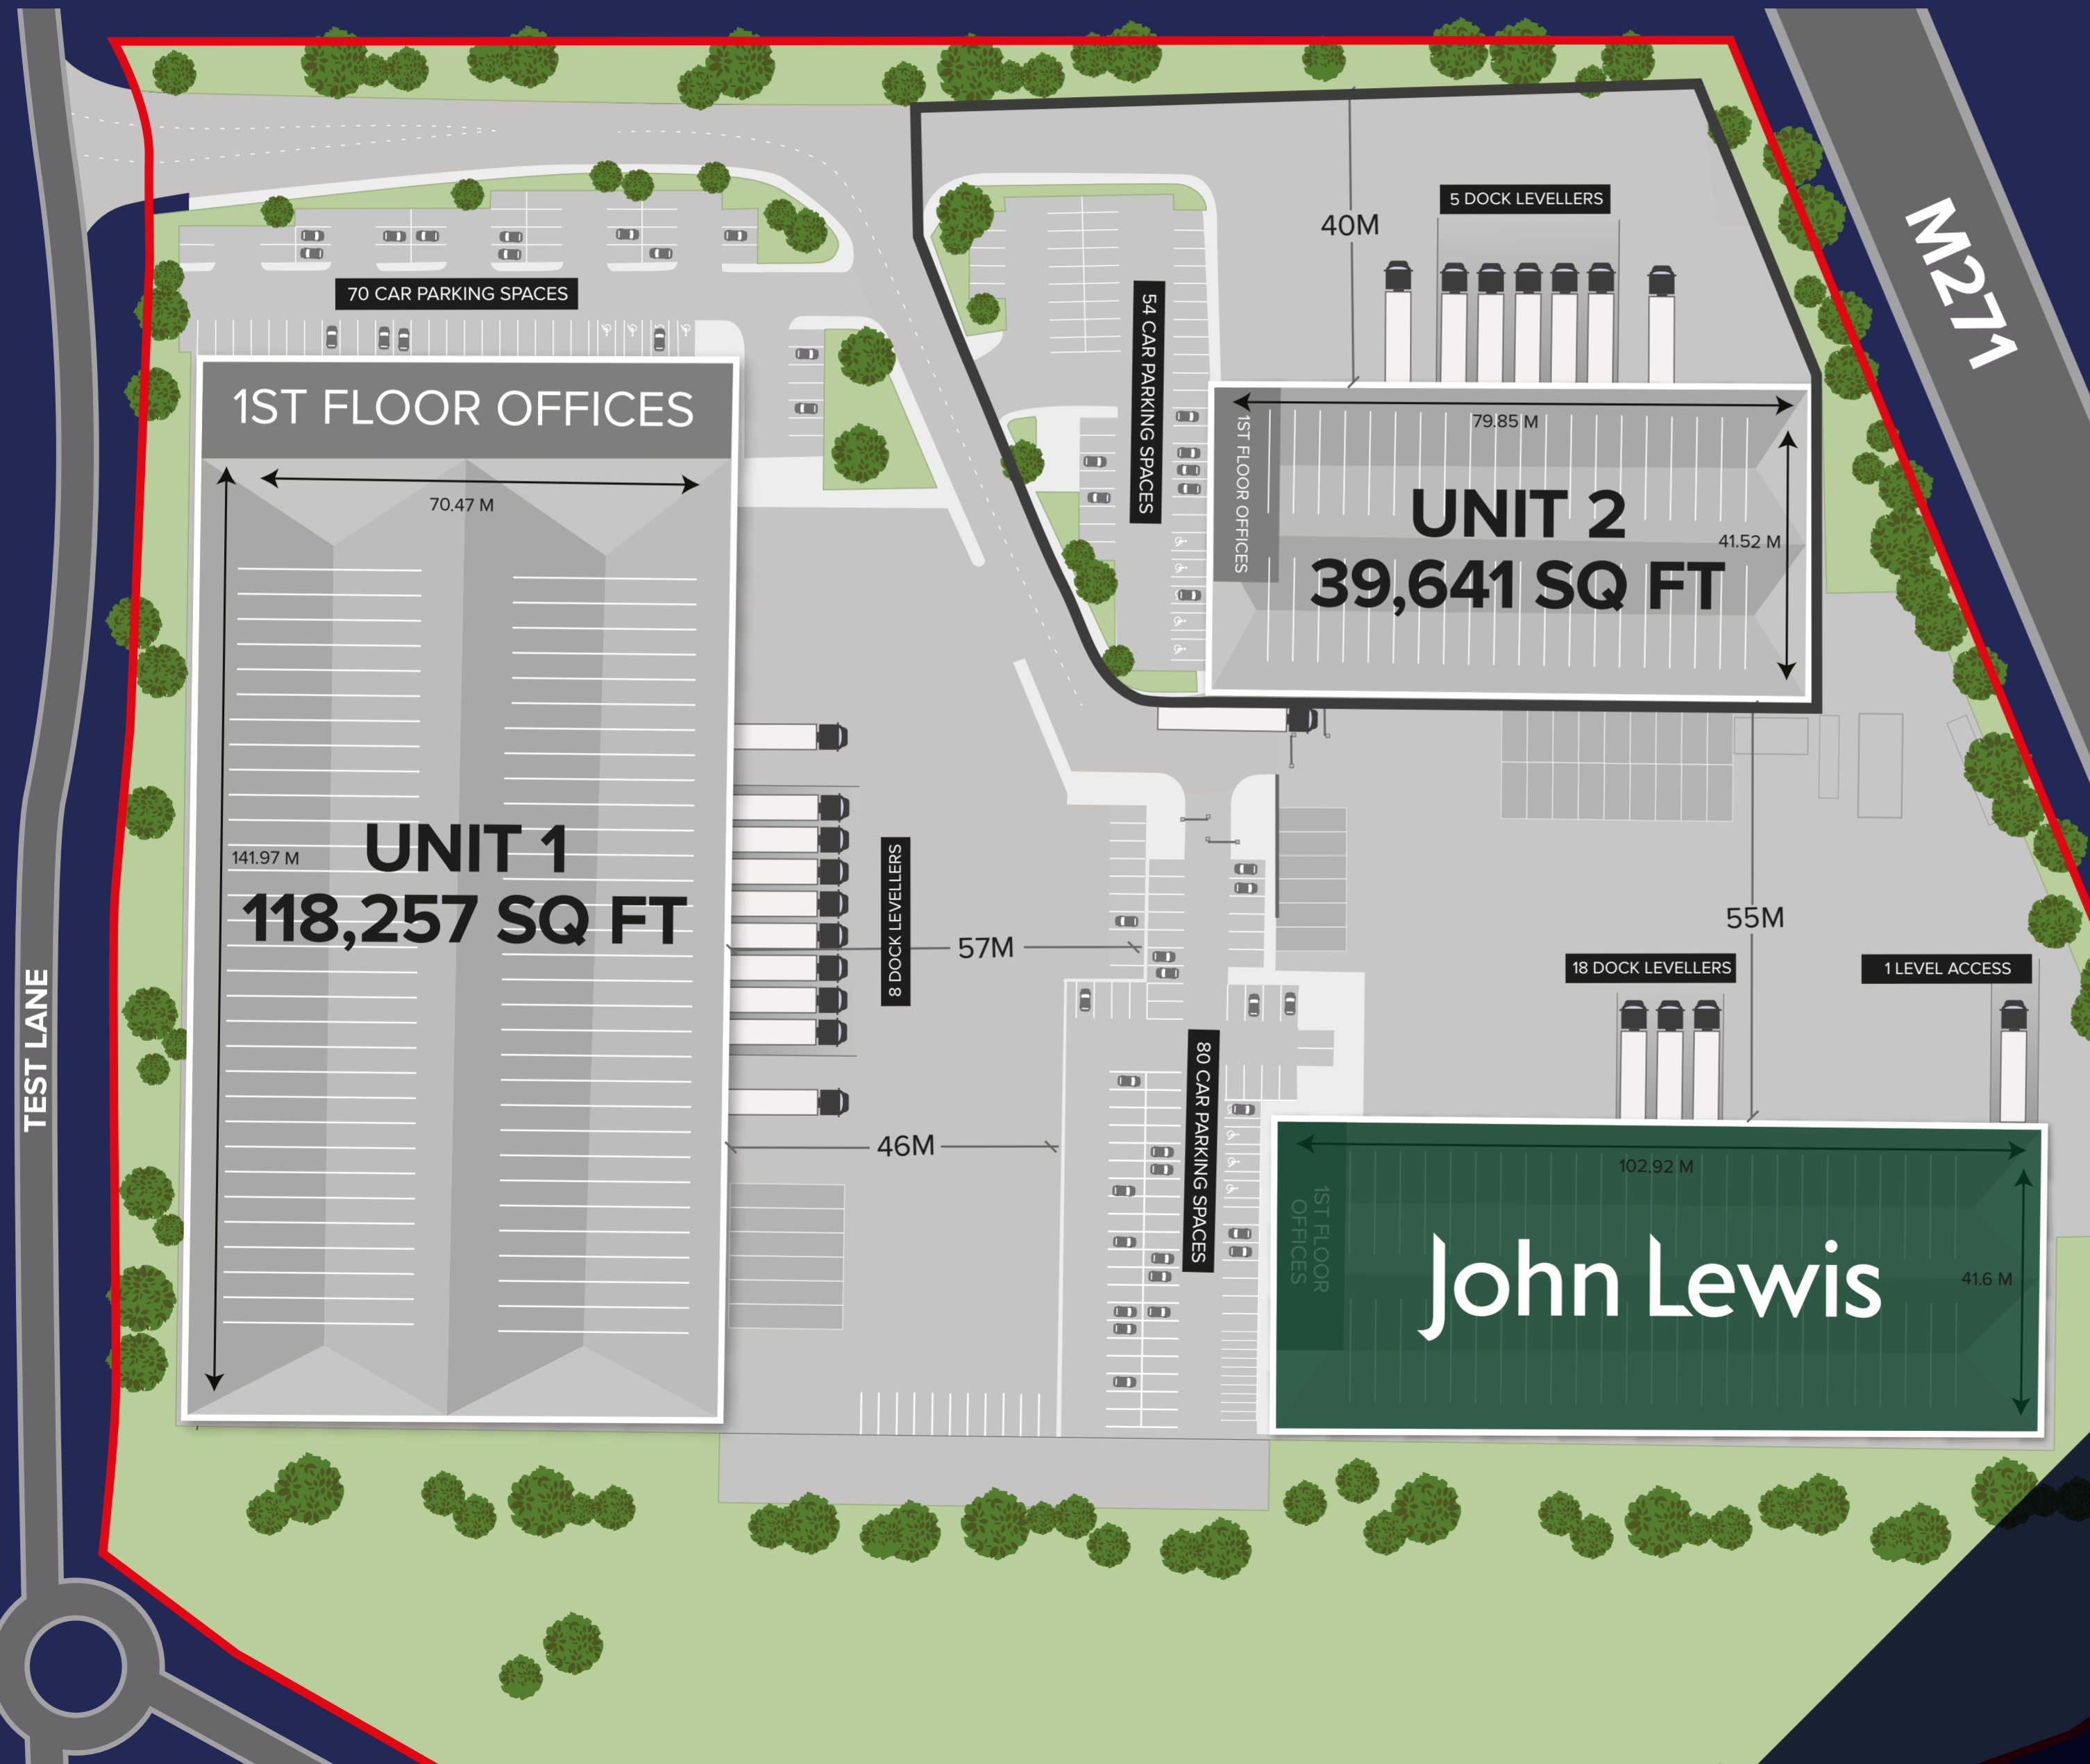 M271
5 DOCK LEVELLERS
40M
70 CAR PARKING SPACES
54 CAR PARKING SPACES
1ST FLOOR OFFICES
70.47 M
79.85 M
1ST FLOOR OFFICES
UNIT 2
39,641 SQ FT
41.52 M
141.97 M
UNIT 1
118,257 SQ FT
8 DOCK LEVELLERS
57M
55M
TEST LANE
18 DOCK LEVELLERS
1 LEVEL ACCESS
46M
80 CAR PARKING SPACES
102.92 M
1ST FLOOR
OFFICES
John Lewis
41.6 M